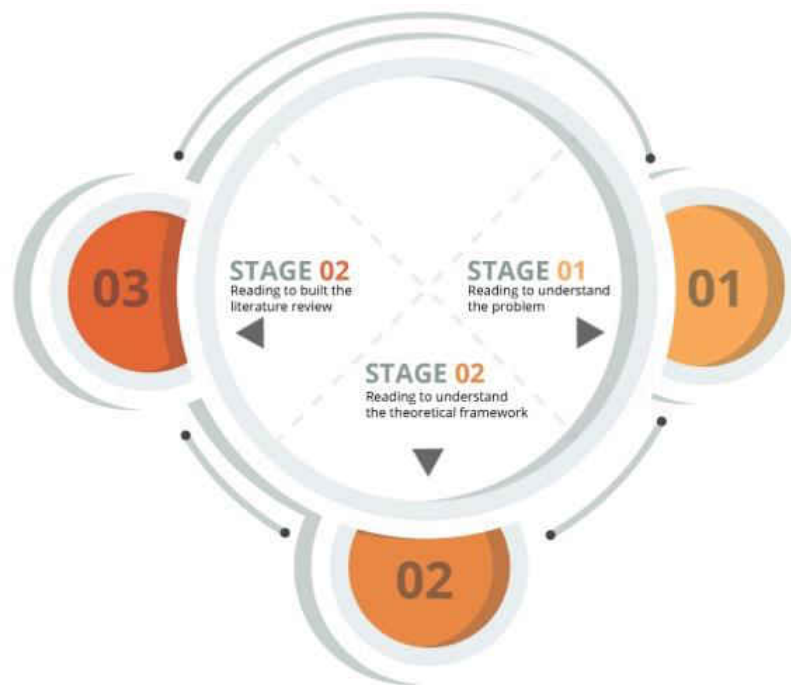 STAGE 02
Reading to built the
literature review
STAGE 01
Reading to understand
the problem
STAGE 02
Reading to understand
the theoretical framework
03
01
02